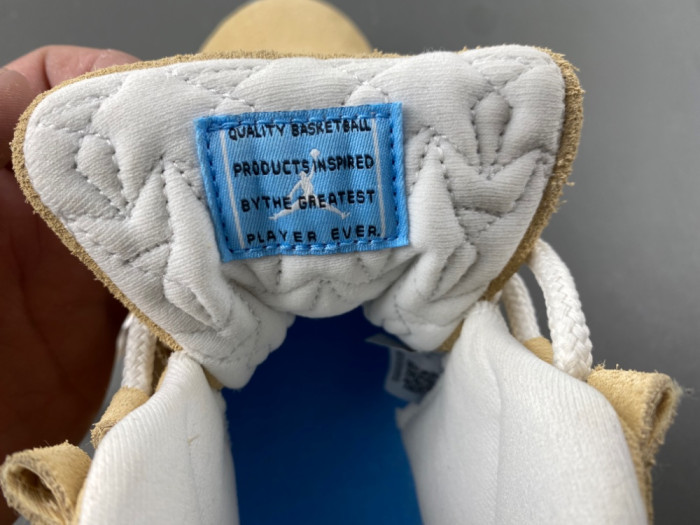 QUALITY BASKETBALL
PRODUCTS INSPIRED
BY THE GREATEST
PLAYER EVER.